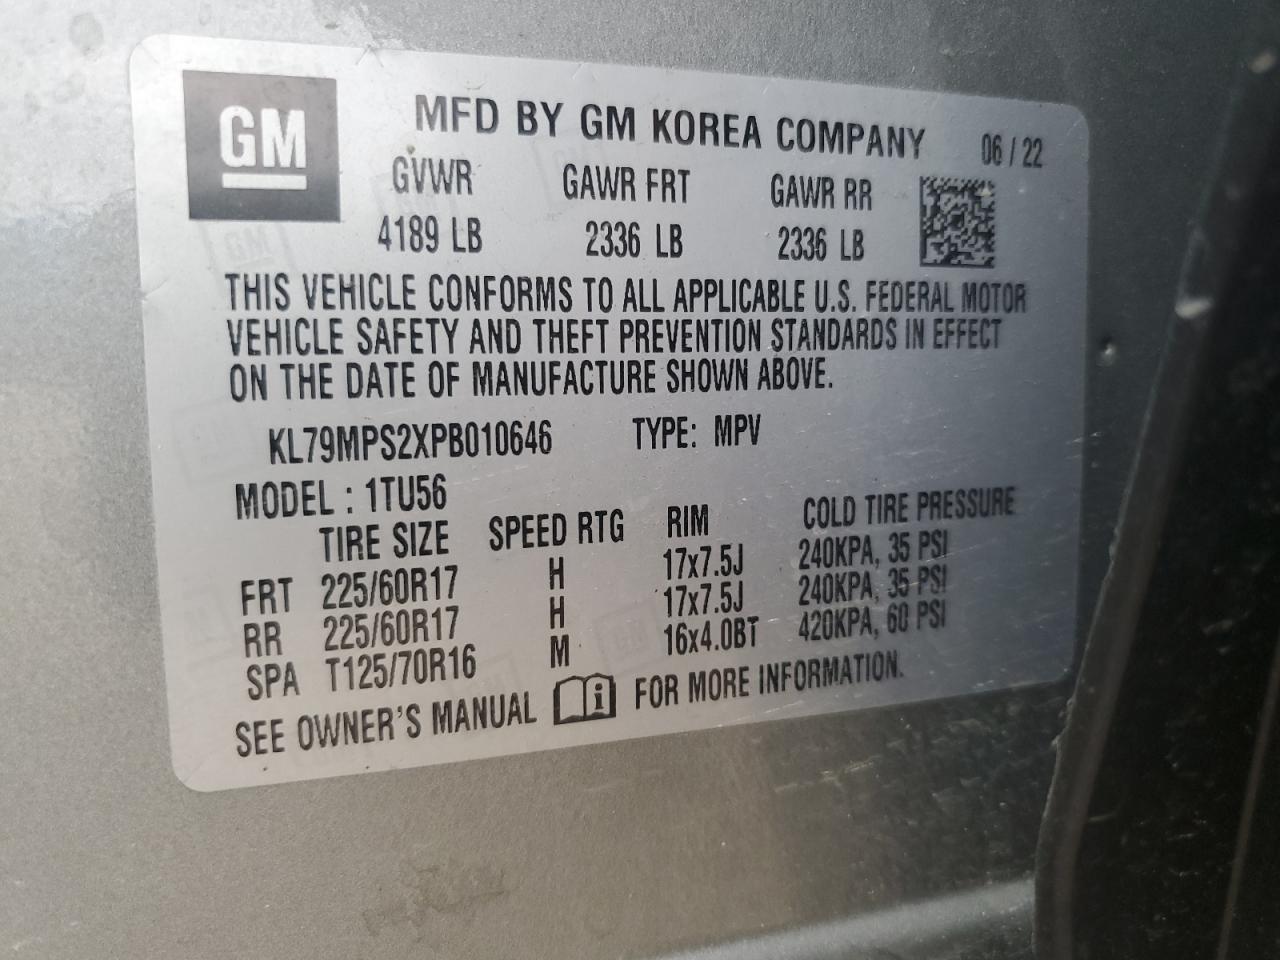 GM
MFD BY GM KOREA COMPANY 06 / 22
GVWR GAWR FRT GAWR RR
4189 LB 2336 LB 2336 LB
THIS VEHICLE CONFORMS TO ALL APPLICABLE U.S. FEDERAL MOTOR
VEHICLE SAFETY AND THEFT PREVENTION STANDARDS IN EFFECT
ON THE DATE OF MANUFACTURE SHOWN ABOVE.
KL79MPS2XPB010646 TYPE: MPV
MODEL : 1TU56
TIRE SIZE SPEED RTG RIM COLD TIRE PRESSURE
FRT 225/60R17 H 17x7.5J 240KPA, 35 PSI
RR 225/60R17 H 17x7.5J 240KPA, 35 PSI
SPA T125/70R16 M 16x4.0BT 420KPA, 60 PSI
SEE OWNER'S MANUAL FOR MORE INFORMATION.